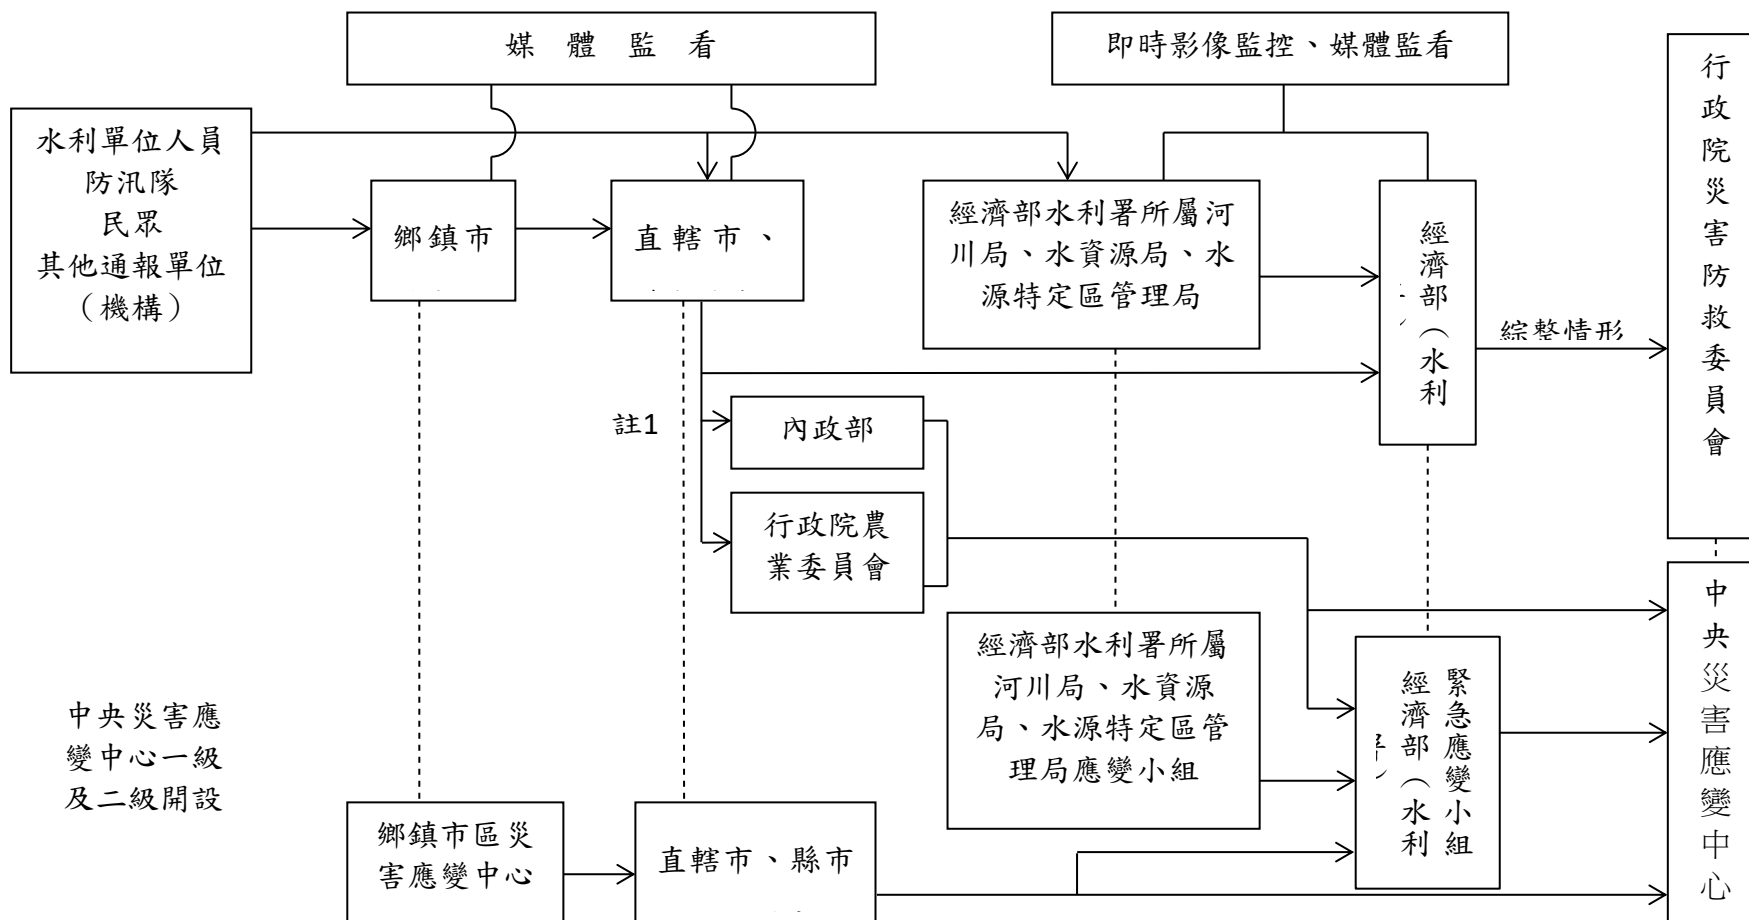 媒體監看
即時影像監控、媒體監看
行政院災害防救委員會
水利單位人員
防汛隊
民眾
其他通報單位
（機構）
鄉鎮市
直轄市、
經濟部水利署所屬河
川局、水資源局、水
源特定區管理局
經濟部（水利
綜整情形
註1
內政部
行政院農
業委員會
中央災害應
變中心一級
及二級開設
經濟部水利署所屬
河川局、水資源
局、水源特定區管
理局應變小組
緊急應變小組
經濟部（水利
中央災害應變中心
鄉鎮市區災
害應變中心
直轄市、縣市